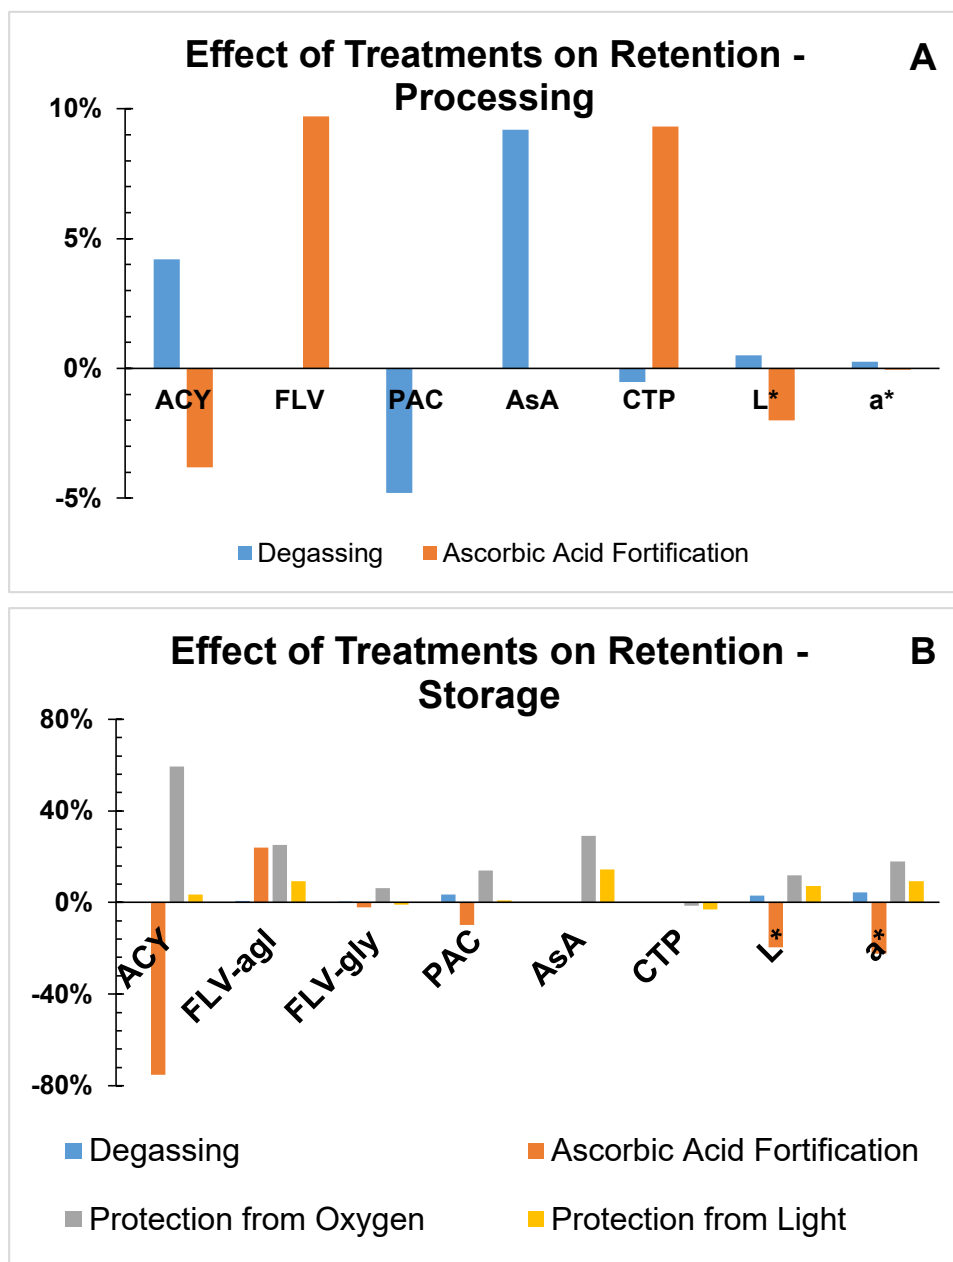 Effect of Treatments on Retention -
Processing
A
10%
5%
0%
-5%
ACY FLV PAC AsA CTP L* a*
Degassing Ascorbic Acid Fortification
Effect of Treatments on Retention -
Storage
B
80%
40%
0%
-40%
-80%
ACY FLV-agl FLV-gly PAC AsA CTP L* a*
Degassing Ascorbic Acid Fortification
Protection from Oxygen Protection from Light